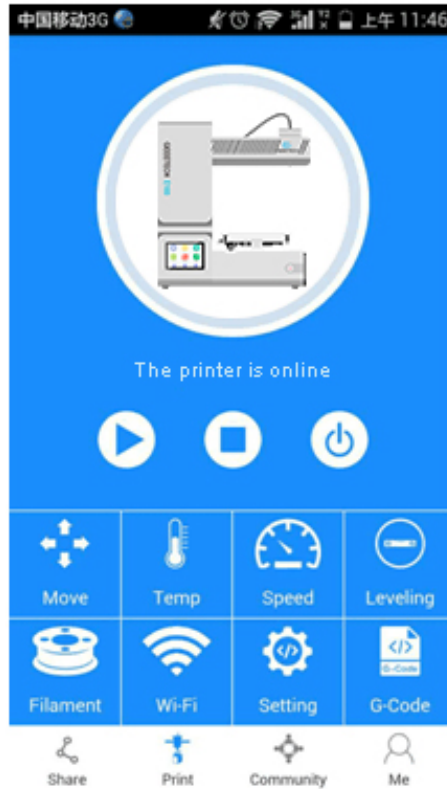 中国移动3G 上午 11:46
The printer is online
Move Temp Speed Leveling
Filament Wi-Fi Setting G-Code
Share Print Community Me